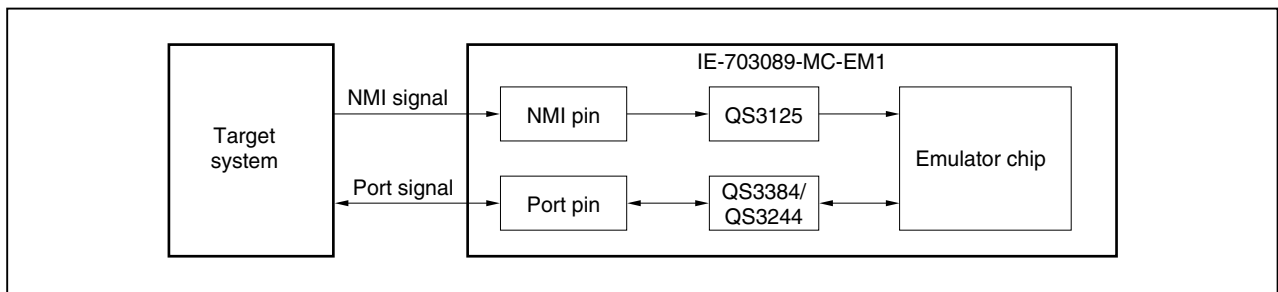 IE-703089-MC-EM1
NMI signal
NMI pin
QS3125
Target
system
Emulator chip
Port signal
Port pin
QS3384/
QS3244